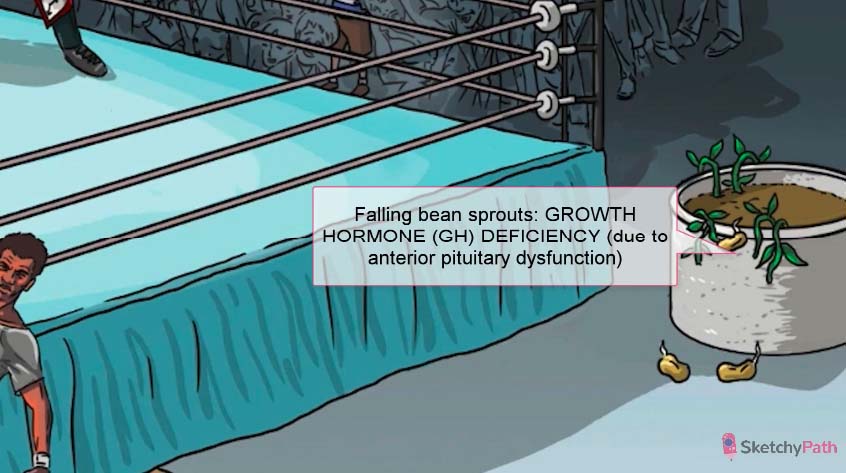 Falling bean sprouts: GROWTH
HORMONE (GH) DEFICIENCY (due to
anterior pituitary dysfunction)
SketchyPath